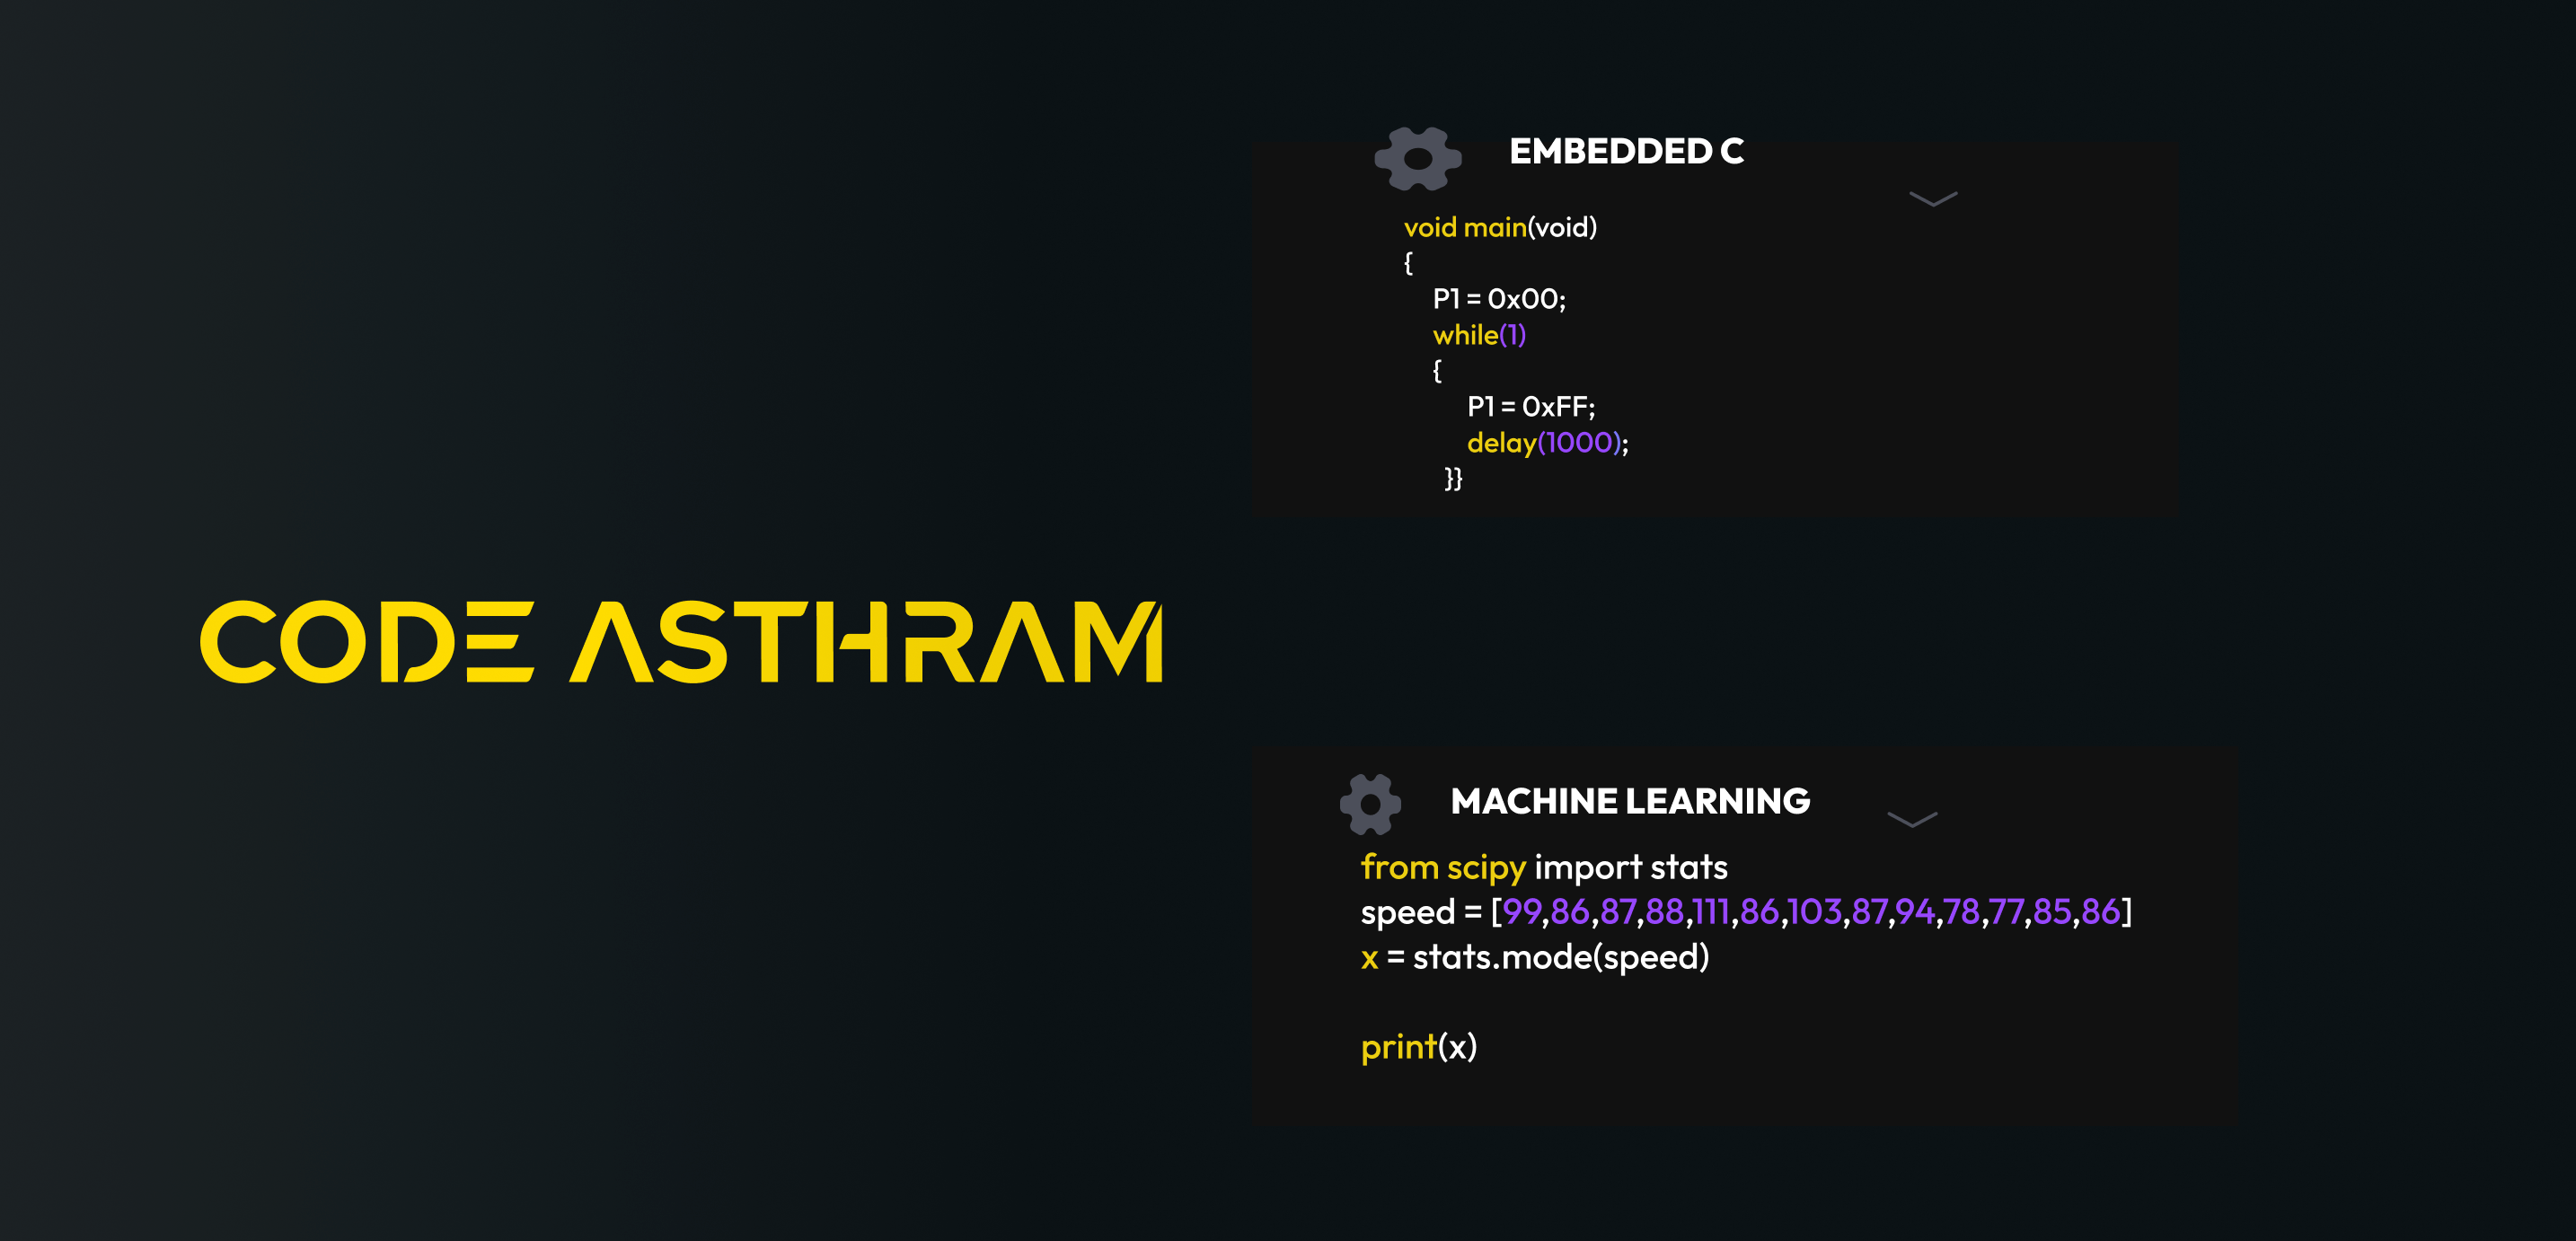 CODE ASTHRAM
EMBEDDED C
void main(void)
{
P1 = 0x00;
while(1)
{
P1 = 0xFF;
delay(1000);
}}
MACHINE LEARNING
from scipy import stats
speed = [99,86,87,88,111,86,103,87,94,78,77,85,86]
x = stats.mode(speed)
print(x)